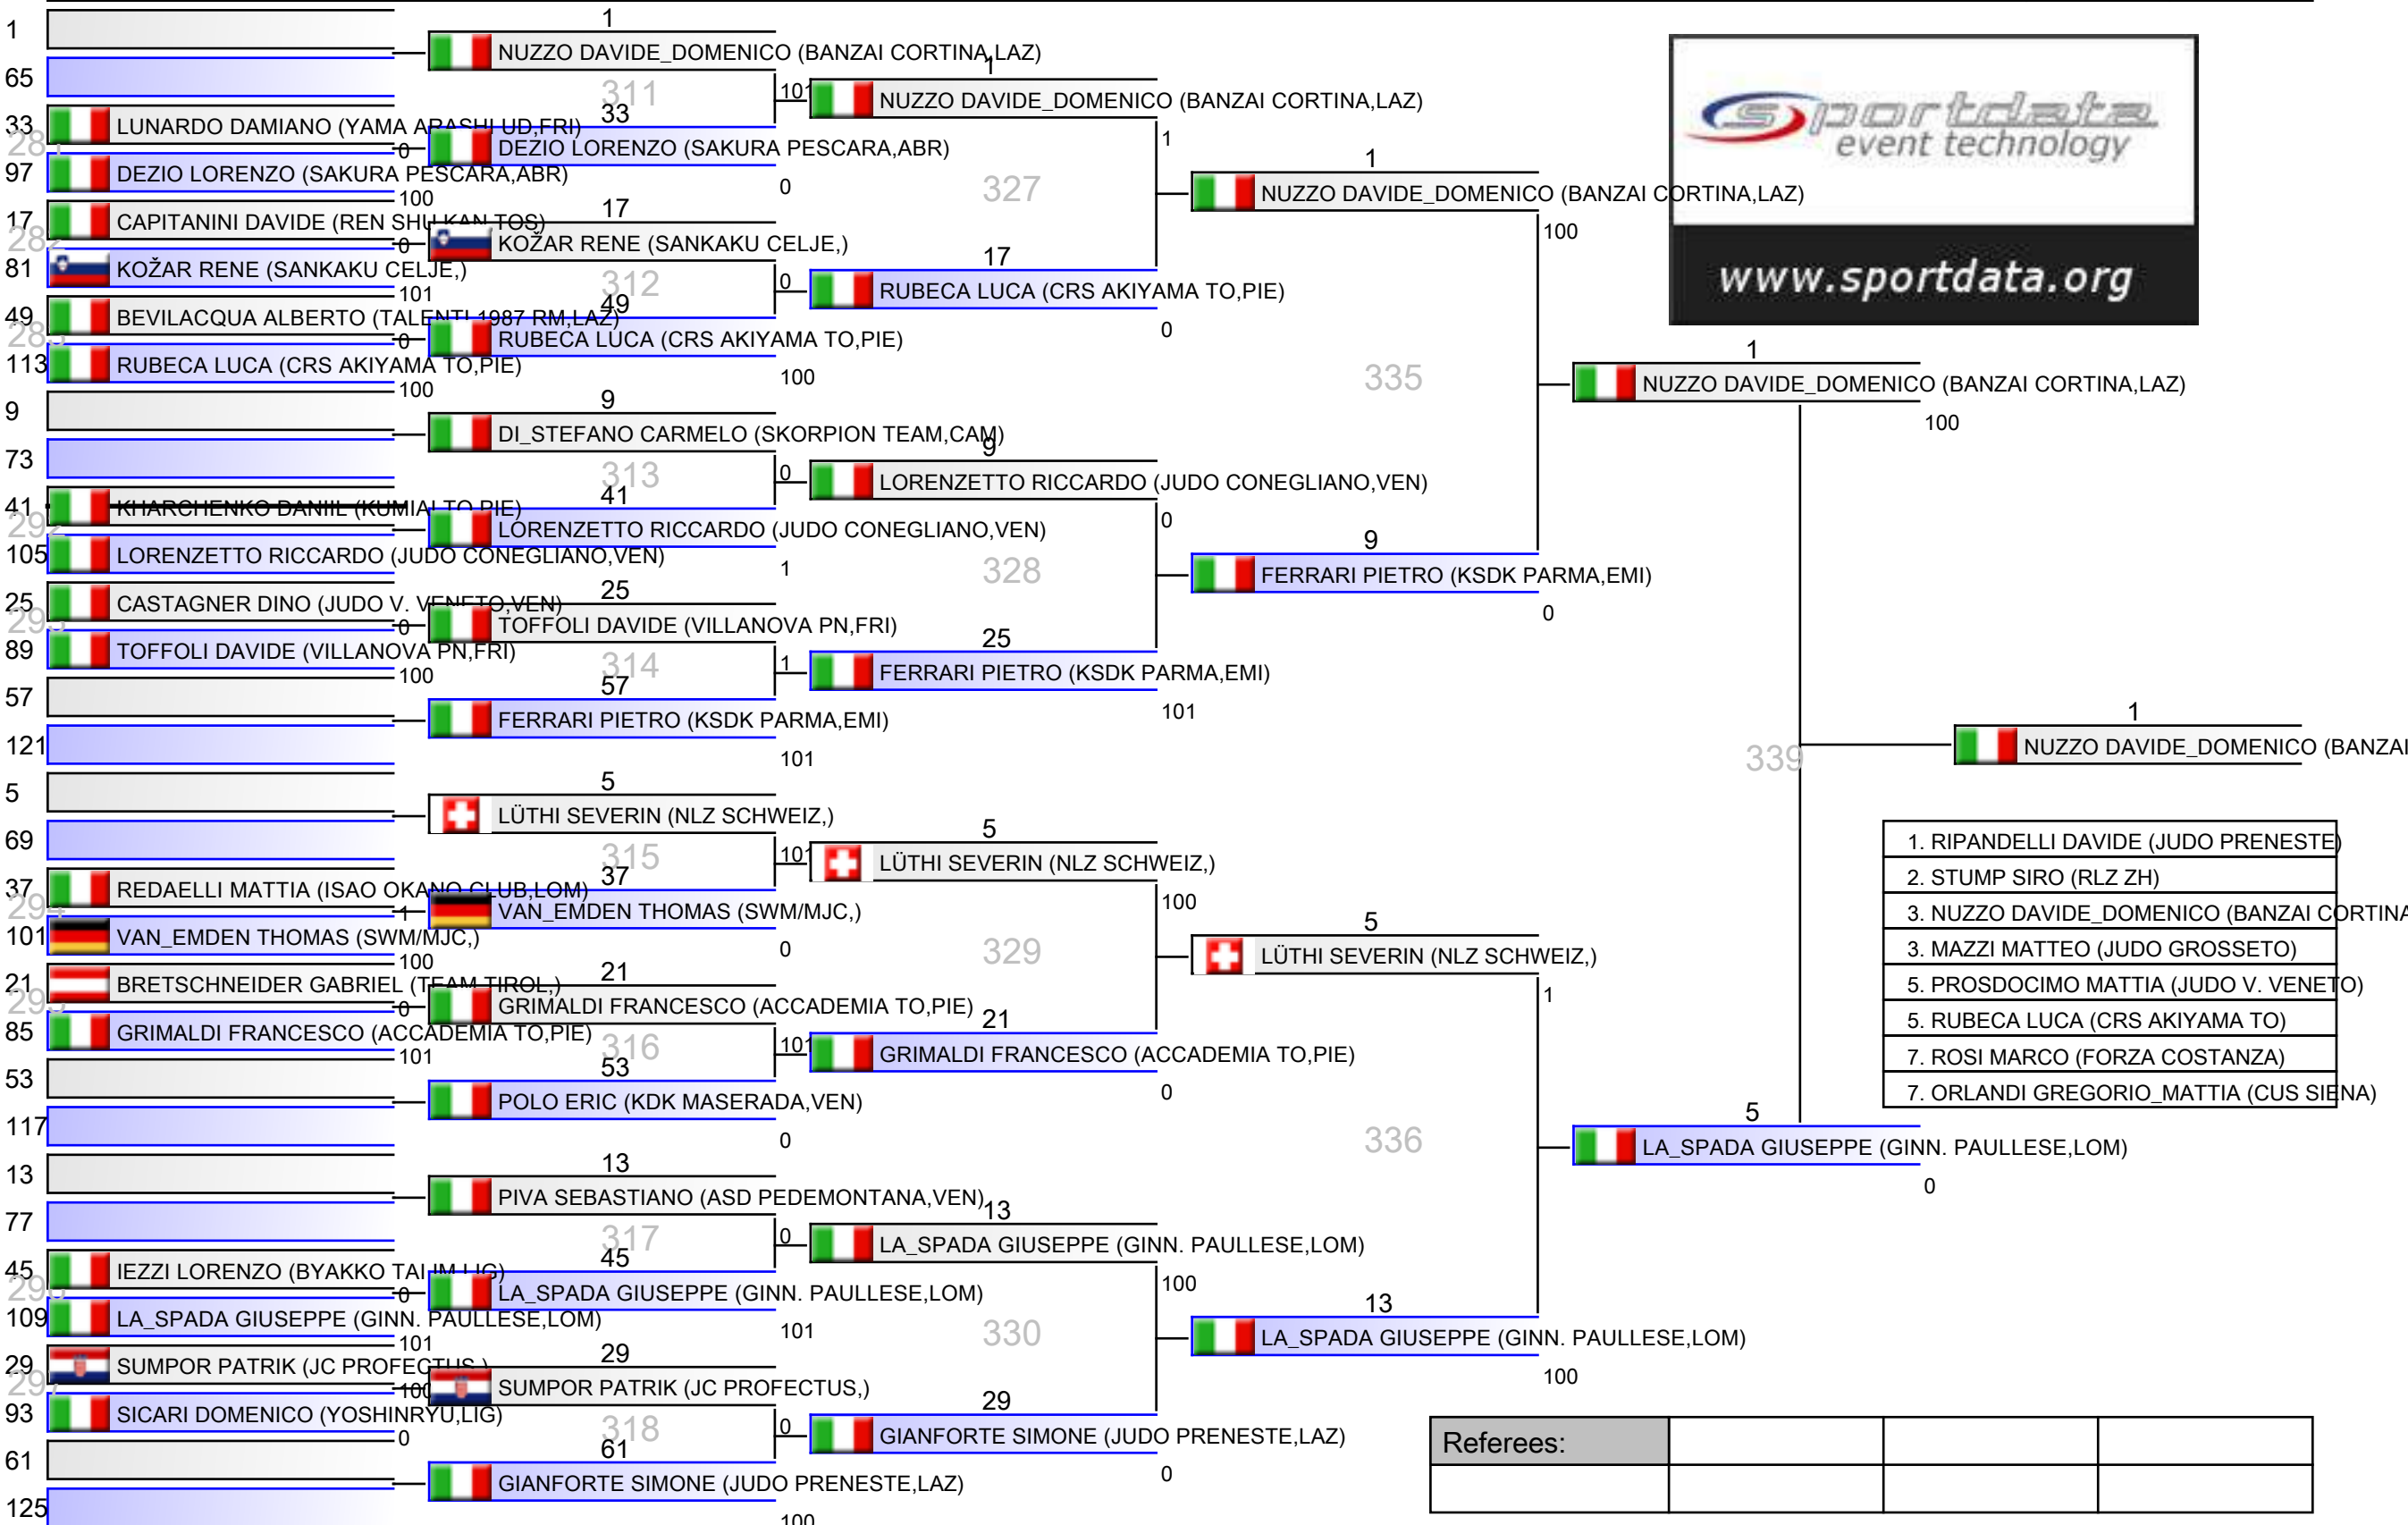 1
65
33
LUNARDO DAMIANO (YAMA ARASHI UD,FRI)
0
97
DEZIO LORENZO (SAKURA PESCARA,ABR)
100
17
CAPITANINI DAVIDE (REN SHU KAN,TOS)
0
81
KOŽAR RENE (SANKAKU CELJE,)
101
49
BEVILACQUA ALBERTO (TALENTI 1987 RM,LAZ)
0
113
RUBECA LUCA (CRS AKIYAMA TO,PIE)
100
9
73
41
KHARCHENKO DANIIL (KUMIAI TO,PIE)
105
LORENZETTO RICCARDO (JUDO CONEGLIANO,VEN)
25
CASTAGNER DINO (JUDO V. VENETO,VEN)
0
89
TOFFOLI DAVIDE (VILLANOVA PN,FRI)
100
57
121
5
69
37
REDAELLI MATTIA (ISAO OKANO CLUB,LOM)
1
101
VAN_EMDEN THOMAS (SWM/MJC,)
100
21
BRETSCHNEIDER GABRIEL (TEAM TIROL,)
0
85
GRIMALDI FRANCESCO (ACCADEMIA TO,PIE)
101
53
117
13
77
45
IEZZI LORENZO (BYAKKO TAI IM,LIG)
0
109
LA_SPADA GIUSEPPE (GINN. PAULLESE,LOM)
101
29
SUMPOR PATRIK (JC PROFECTUS,)
100
93
SICARI DOMENICO (YOSHINRYU,LIG)
0
61
125
1
NUZZO DAVIDE_DOMENICO (BANZAI CORTINA,LAZ)
311
101
33
DEZIO LORENZO (SAKURA PESCARA,ABR)
0
17
KOŽAR RENE (SANKAKU CELJE,)
312
0
49
RUBECA LUCA (CRS AKIYAMA TO,PIE)
100
9
DI_STEFANO CARMELO (SKORPION TEAM,CAM)
313
0
41
LORENZETTO RICCARDO (JUDO CONEGLIANO,VEN)
1
25
TOFFOLI DAVIDE (VILLANOVA PN,FRI)
314
1
57
FERRARI PIETRO (KSDK PARMA,EMI)
101
5
LÜTHI SEVERIN (NLZ SCHWEIZ,)
315
101
37
VAN_EMDEN THOMAS (SWM/MJC,)
0
21
GRIMALDI FRANCESCO (ACCADEMIA TO,PIE)
316
101
53
POLO ERIC (KDK MASERADA,VEN)
0
13
PIVA SEBASTIANO (ASD PEDEMONTANA,VEN)
317
0
45
LA_SPADA GIUSEPPE (GINN. PAULLESE,LOM)
101
29
SUMPOR PATRIK (JC PROFECTUS,)
318
0
61
GIANFORTE SIMONE (JUDO PRENESTE,LAZ)
100
1
NUZZO DAVIDE_DOMENICO (BANZAI CORTINA,LAZ)
1
327
17
RUBECA LUCA (CRS AKIYAMA TO,PIE)
0
9
LORENZETTO RICCARDO (JUDO CONEGLIANO,VEN)
0
328
25
FERRARI PIETRO (KSDK PARMA,EMI)
101
5
LÜTHI SEVERIN (NLZ SCHWEIZ,)
100
329
21
GRIMALDI FRANCESCO (ACCADEMIA TO,PIE)
0
13
LA_SPADA GIUSEPPE (GINN. PAULLESE,LOM)
100
330
29
GIANFORTE SIMONE (JUDO PRENESTE,LAZ)
0
1
NUZZO DAVIDE_DOMENICO (BANZAI CORTINA,LAZ)
100
335
9
FERRARI PIETRO (KSDK PARMA,EMI)
0
5
LÜTHI SEVERIN (NLZ SCHWEIZ,)
1
336
13
LA_SPADA GIUSEPPE (GINN. PAULLESE,LOM)
100
sportdata
event technology
www.sportdata.org
1
NUZZO DAVIDE_DOMENICO (BANZAI CORTINA,LAZ)
100
339
5
LA_SPADA GIUSEPPE (GINN. PAULLESE,LOM)
0
1
NUZZO DAVIDE_DOMENICO (BANZAI
1. RIPANDELLI DAVIDE (JUDO PRENESTE)
2. STUMP SIRO (RLZ ZH)
3. NUZZO DAVIDE_DOMENICO (BANZAI CORTINA
3. MAZZI MATTEO (JUDO GROSSETO)
5. PROSDOCIMO MATTIA (JUDO V. VENETO)
5. RUBECA LUCA (CRS AKIYAMA TO)
7. ROSI MARCO (FORZA COSTANZA)
7. ORLANDI GREGORIO_MATTIA (CUS SIENA)
Referees: